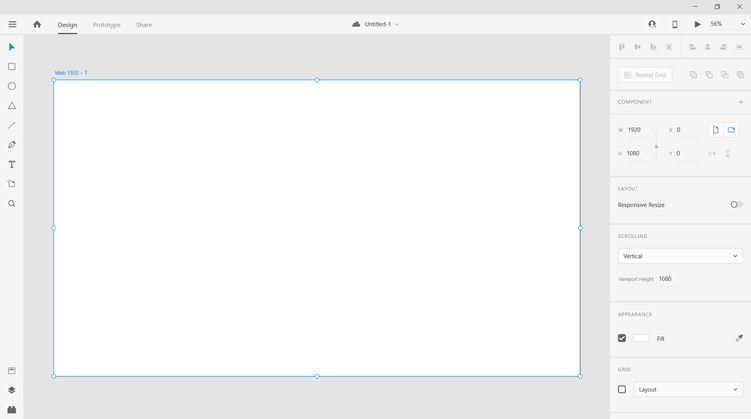 Design Prototype Share Untitled-1 56%
Web 1920 – 1
Repeat Grid
COMPONENT
W 1920 X 0
H 1080 Y 0
LAYOUT
Responsive Resize
SCROLLING
Vertical
Viewport Height 1080
APPEARANCE
Fill
GRID
Layout